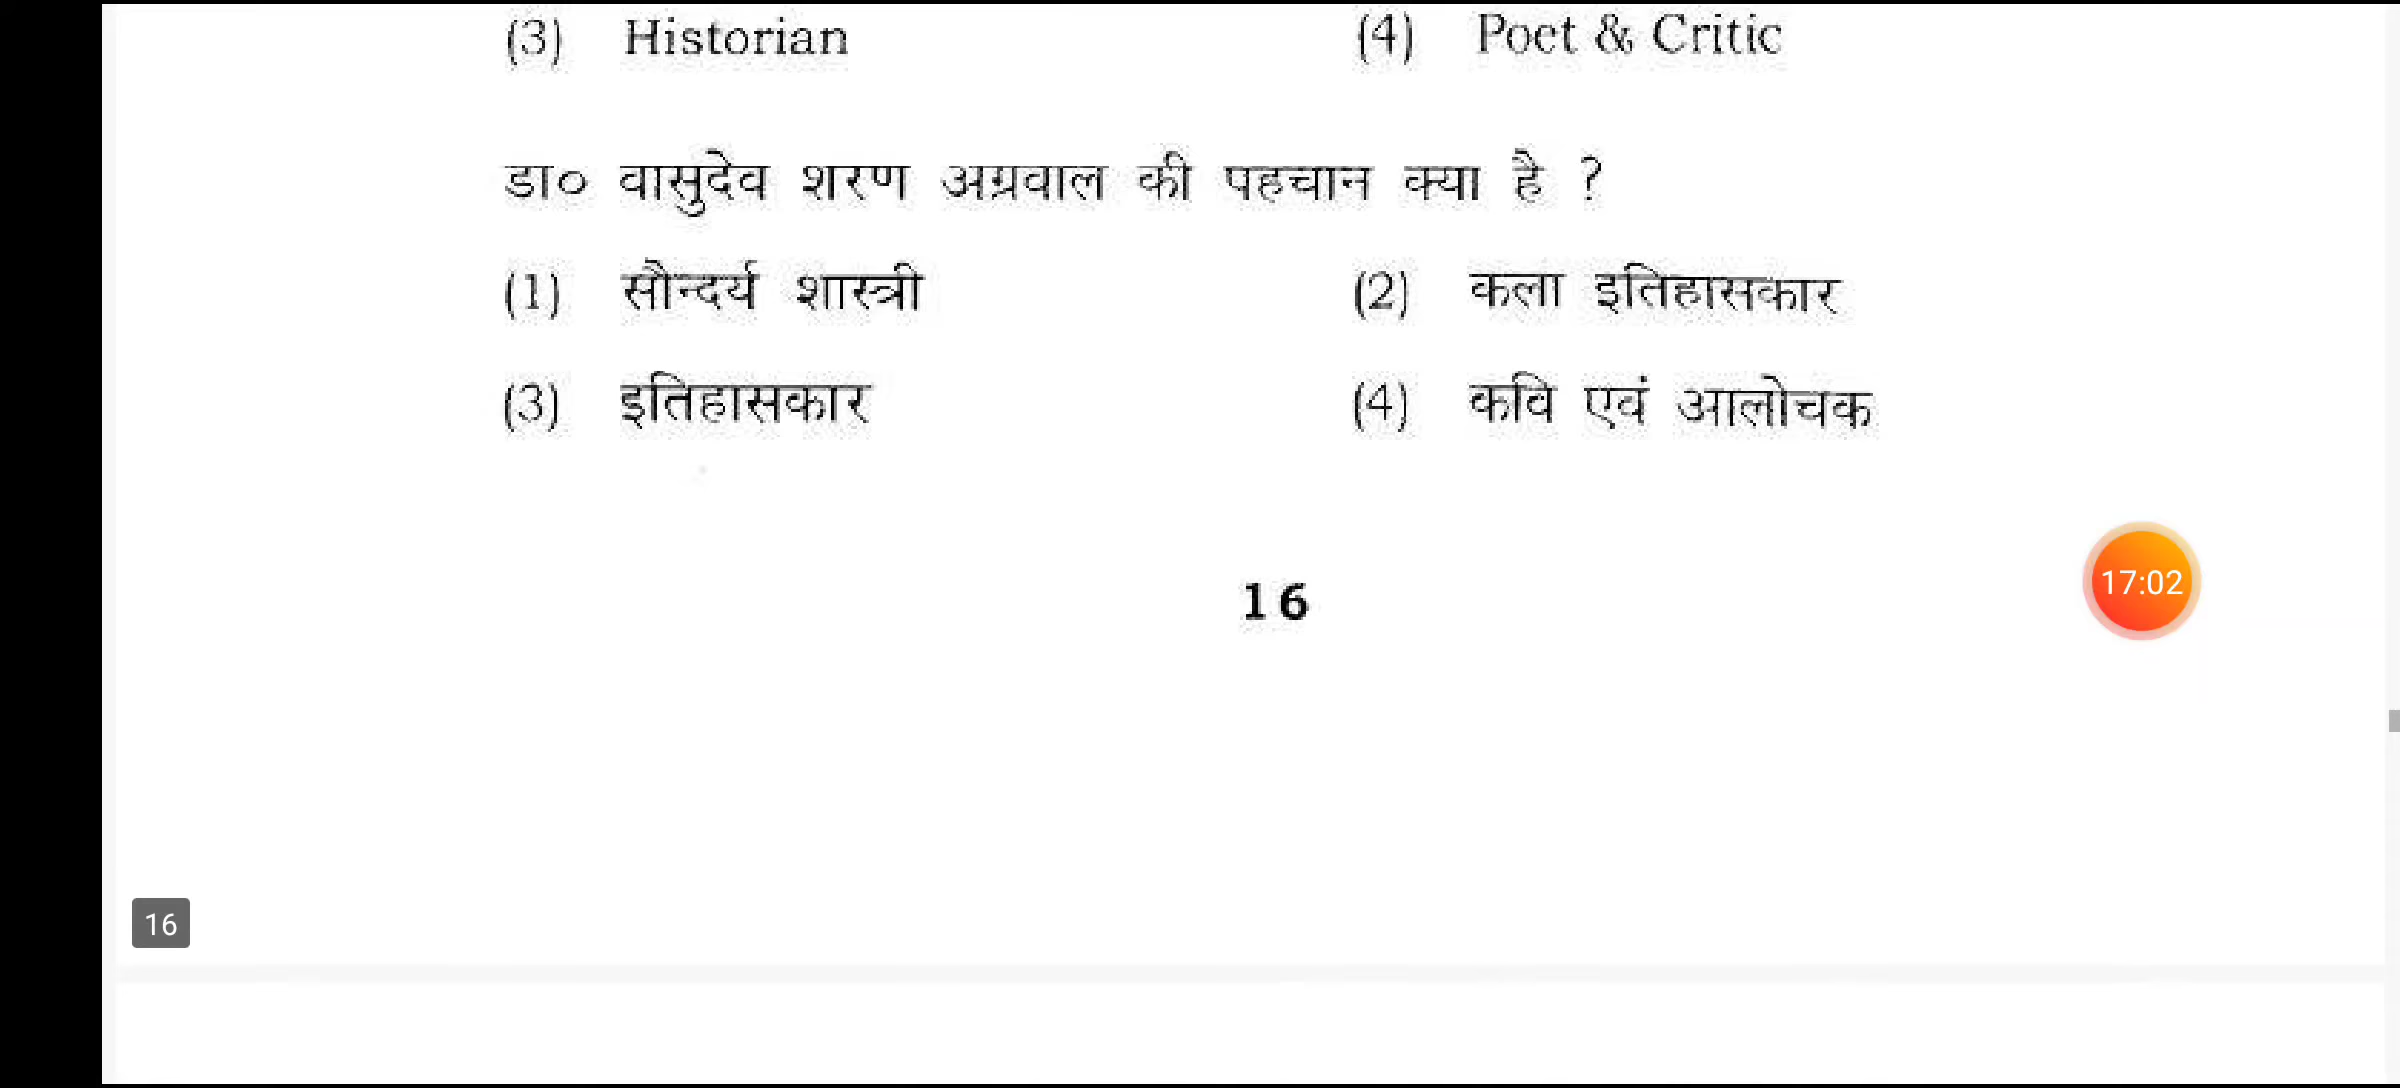 (3) Historian (4) Poet & Critic
डा० वासुदेव शरण अग्रवाल की पहचान क्या है ?
(1) सौन्दर्य शास्त्री (2) कला इतिहासकार
(3) इतिहासकार (4) कवि एवं आलोचक
16
17:02
16